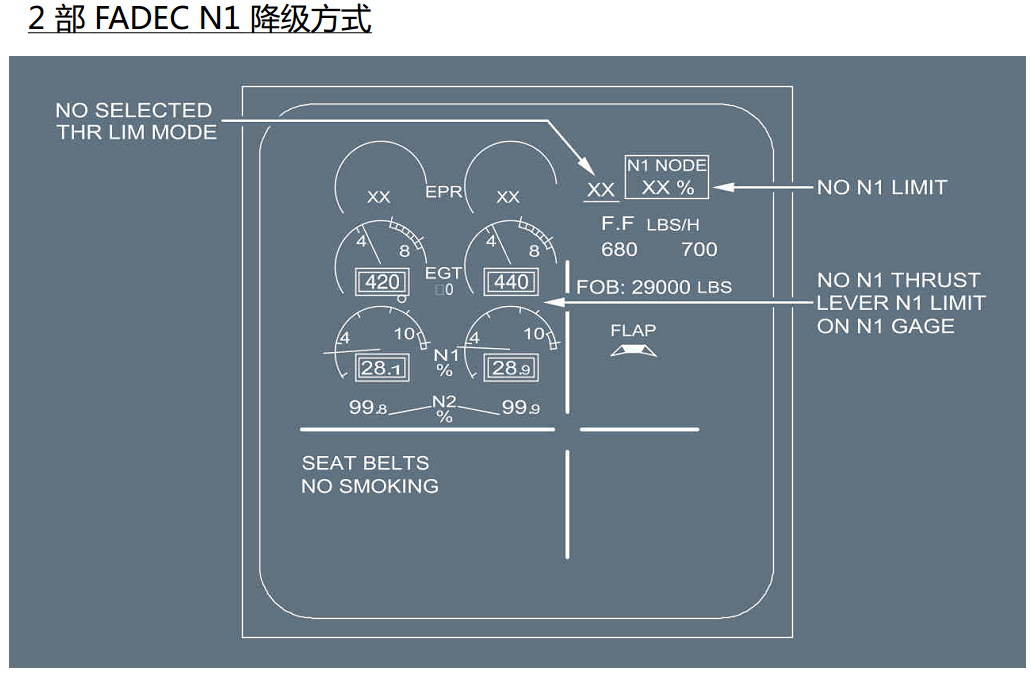 2 部 FADEC N1 降级方式
NO SELECTED
THR LIM MODE
XX
EPR
XX
XX
N1 NODE
XX %
NO N1 LIMIT
F.F LBS/H
680 700
4
8
420
EGT
□0
4
8
440
FOB: 29000 LBS
NO N1 THRUST
LEVER N1 LIMIT
ON N1 GAGE
4
10
28.1
N1
%
4
10
28.9
FLAP
99.8
N2
%
99.9
SEAT BELTS
NO SMOKING